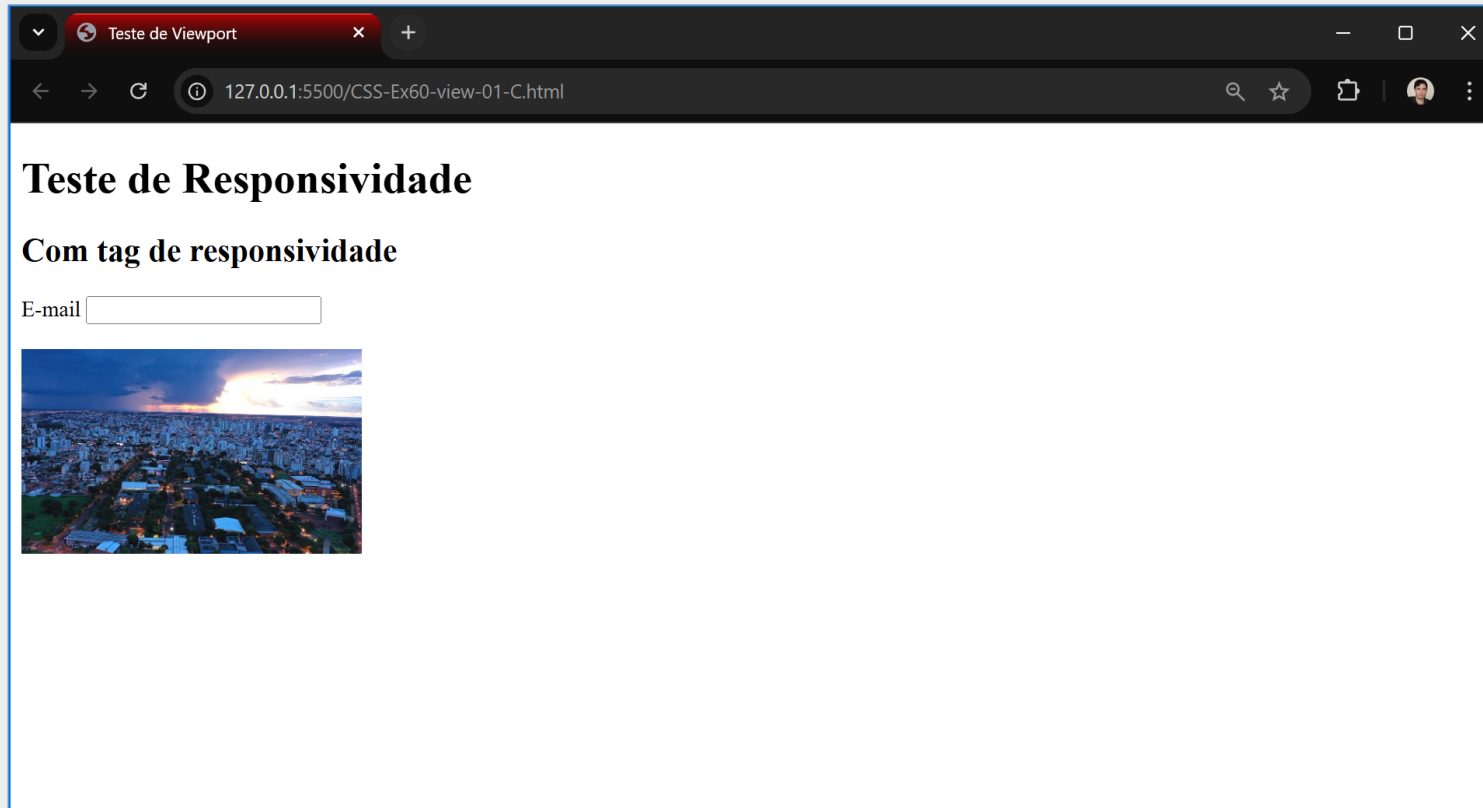 Teste de Viewport
127.0.0.1:5500/CSS-Ex60-view-01-C.html
Teste de Responsividade
Com tag de responsividade
E-mail